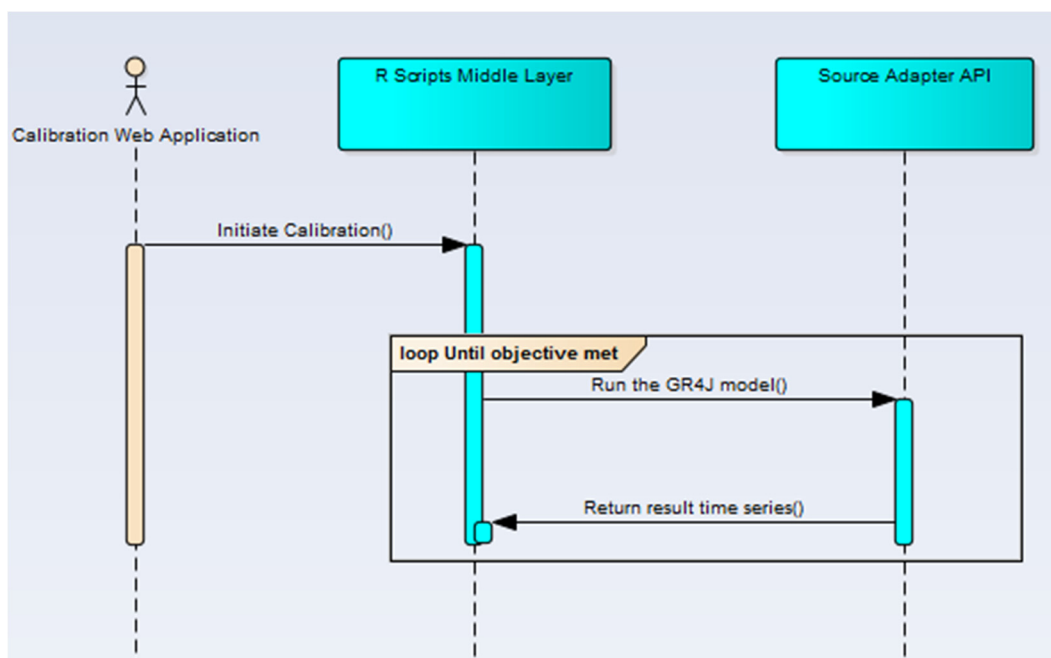 R Scripts Middle Layer
Source Adapter API
Calibration Web Application
Initiate Calibration()
loop Until objective met
Run the GR4J model()
Return result time series()